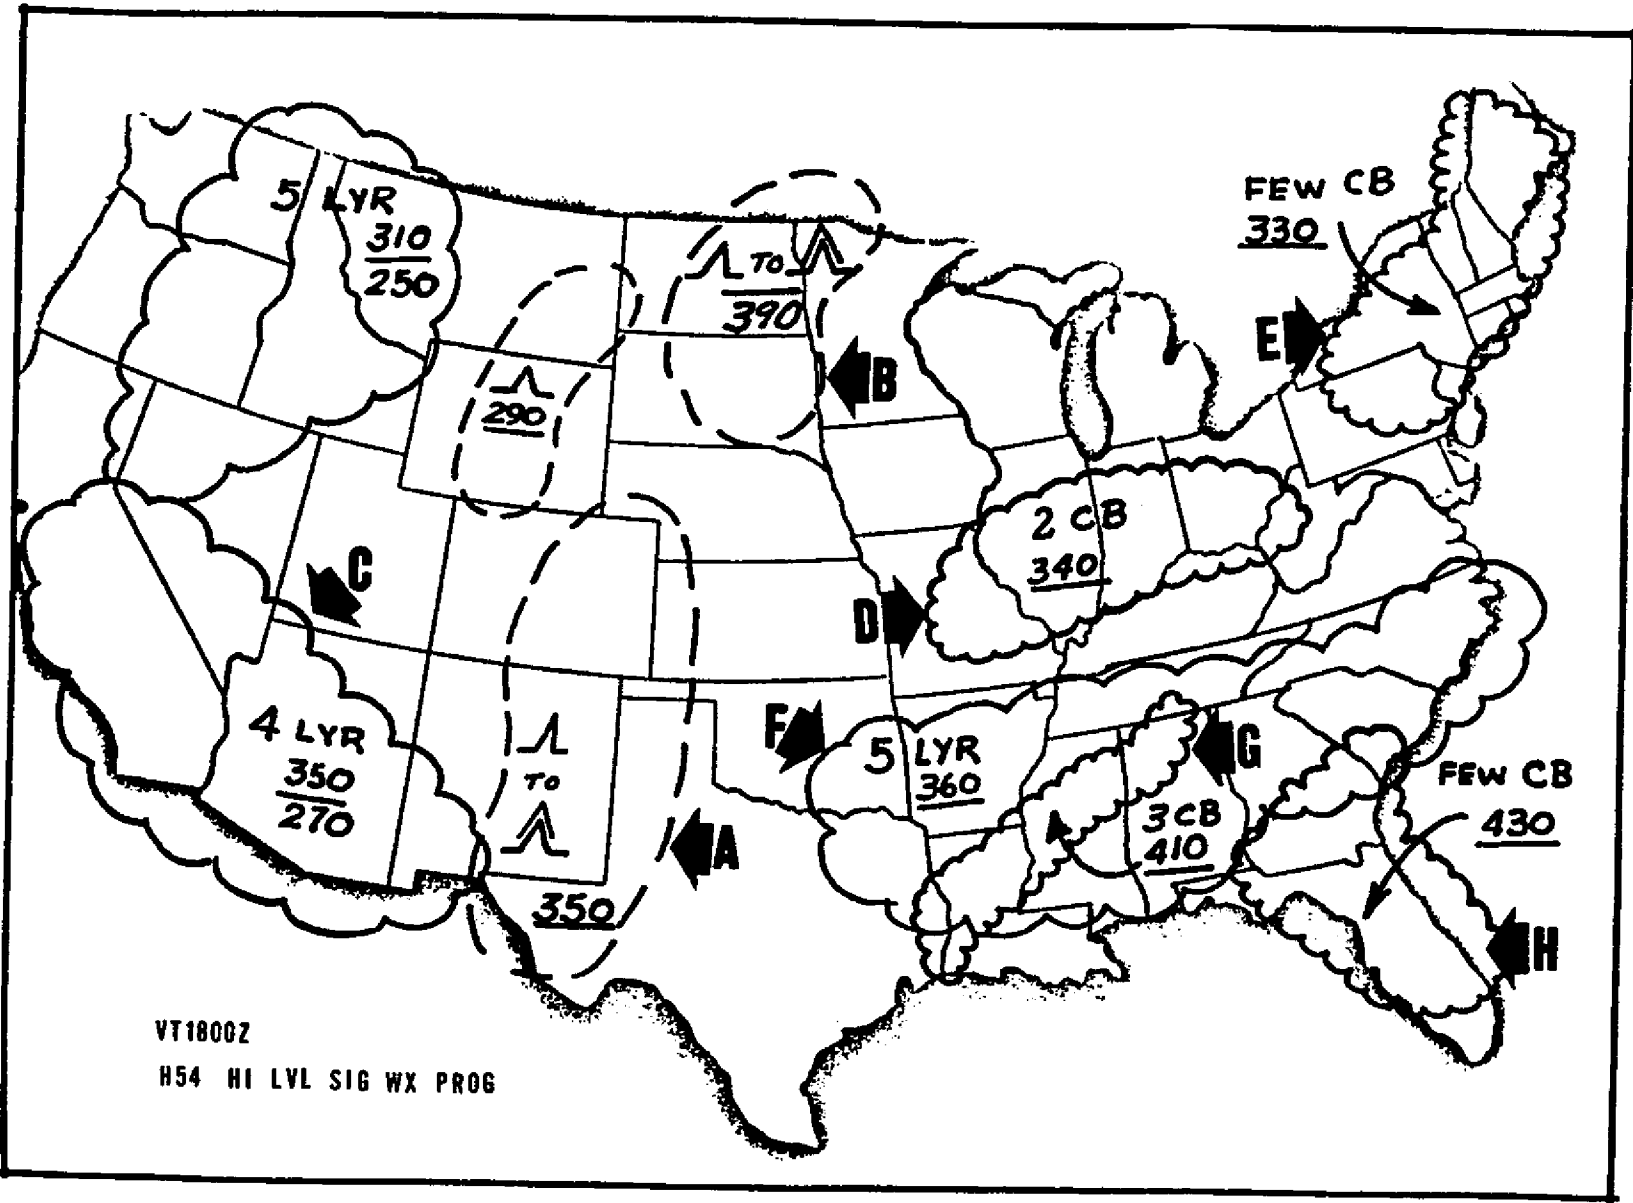 FEW CB
330
5 LYR
310
250
TO
390
E
B
290
2 CB
340
C
D
F
G
4 LYR
350
270
5 LYR
360
TO
3 CB
410
FEW CB
430
A
350
H
VT1800Z
H54 HI LVL SIG WX PROG